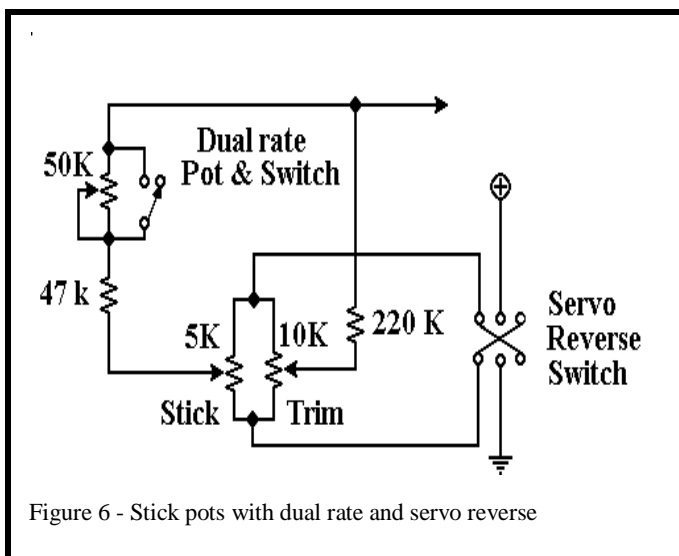 Dual rate
Pot & Switch
50K
47 k
5K
10K
220 K
Stick
Trim
Servo
Reverse
Switch
+
Figure 6 - Stick pots with dual rate and servo reverse